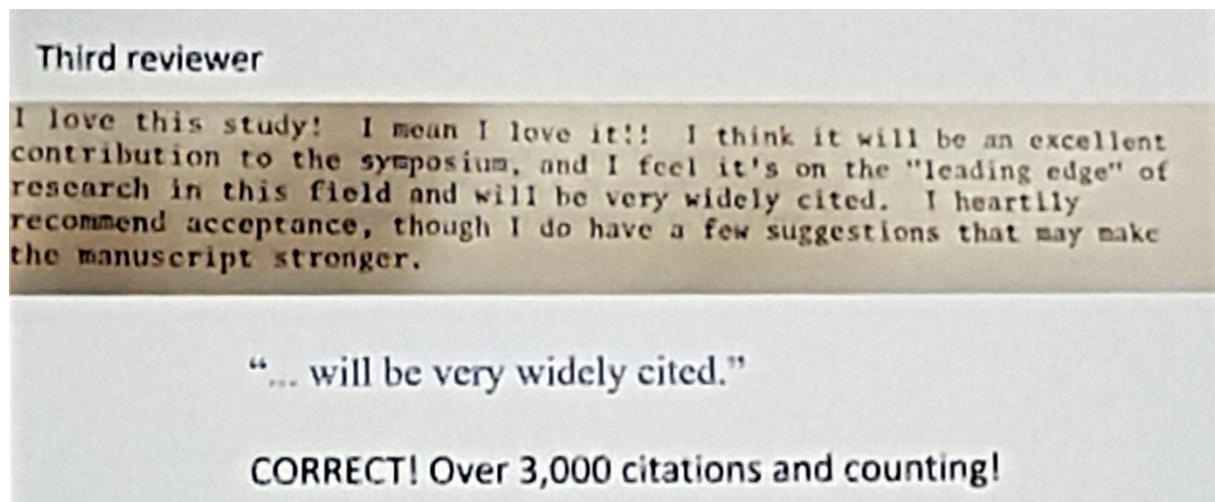 Third reviewer
I love this study! I mean I love it!! I think it will be an excellent
contribution to the symposium, and I feel it's on the "leading edge" of
research in this field and will be very widely cited. I heartily
recommend acceptance, though I do have a few suggestions that may make
the manuscript stronger.
“... will be very widely cited.”
CORRECT! Over 3,000 citations and counting!